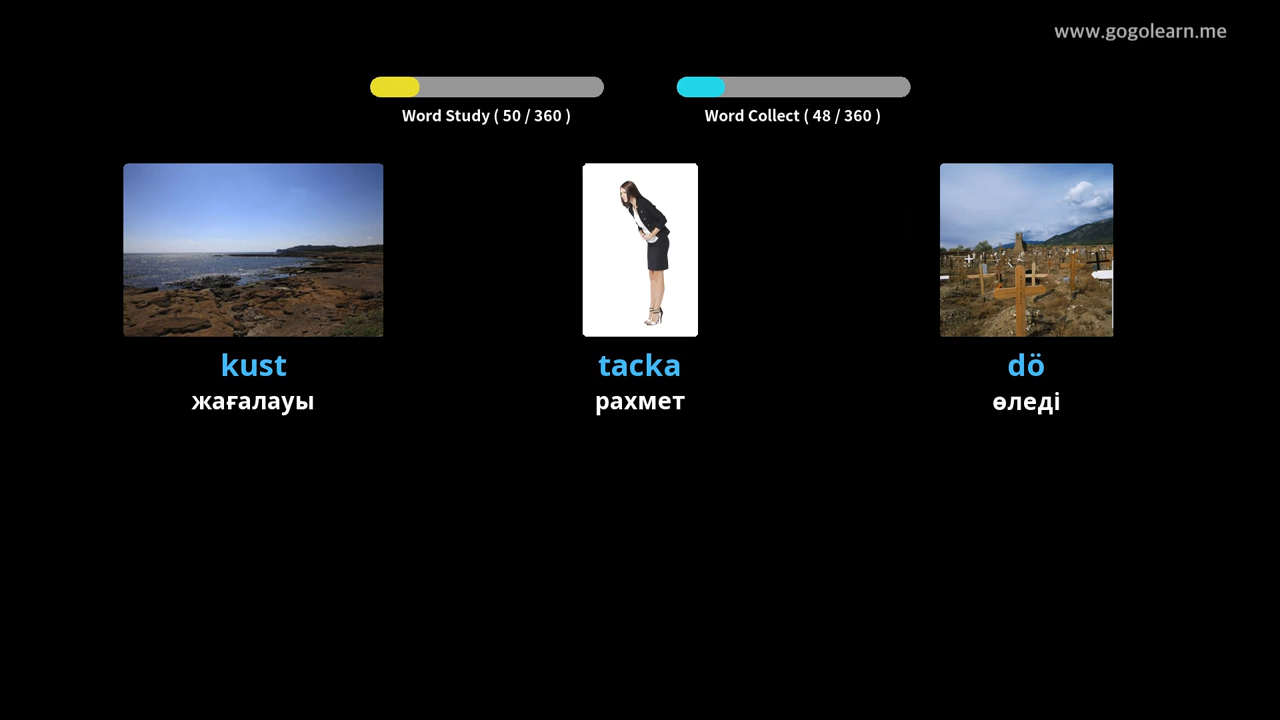 www.gogolearn.me
Word Study ( 50 / 360 )
Word Collect ( 48 / 360 )
kust
жағалауы
tacka
рахмет
dö
өледі